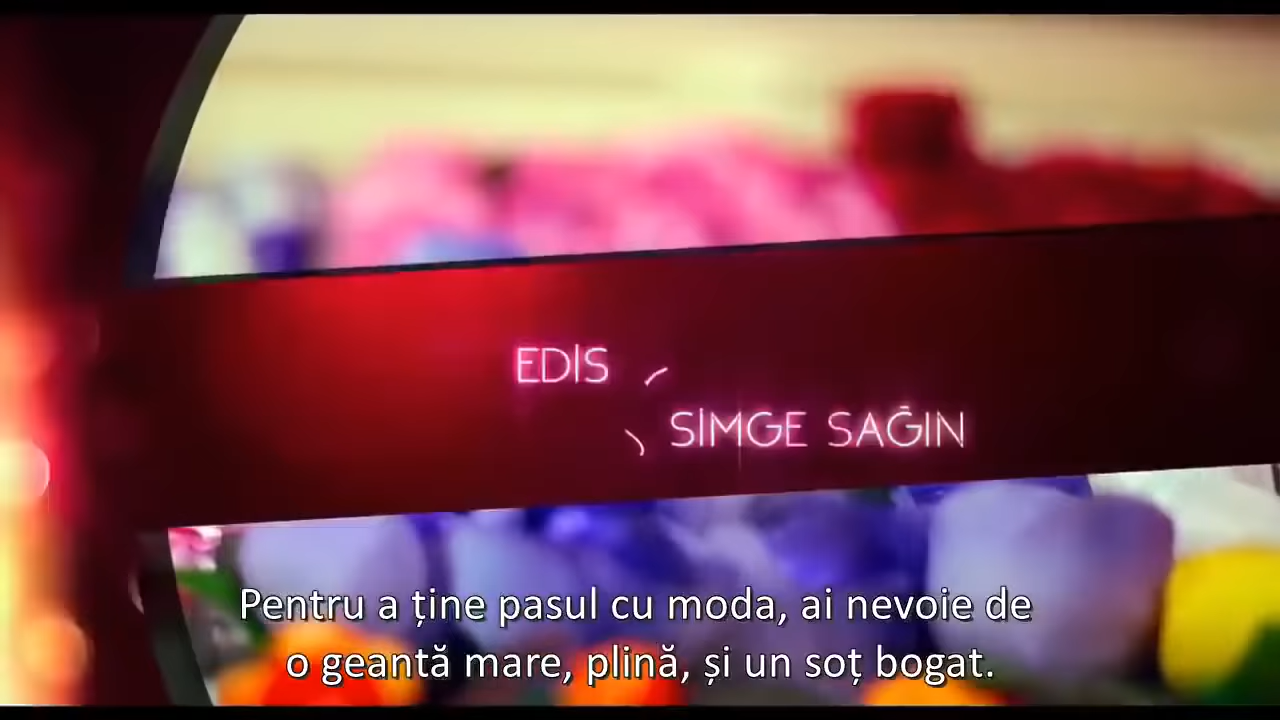 EDİS
SİMGE SAĞIN
Pentru a ține pasul cu moda, ai nevoie de
o geantă mare, plină, și un soț bogat.